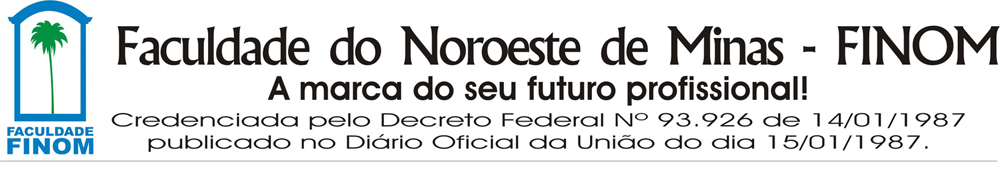 Faculdade do Noroeste de Minas - FINOM
A marca do seu futuro profissional!
Credenciada pelo Decreto Federal Nº 93.926 de 14/01/1987
publicado no Diário Oficial da União do dia 15/01/1987.
FACULDADE
FINOM